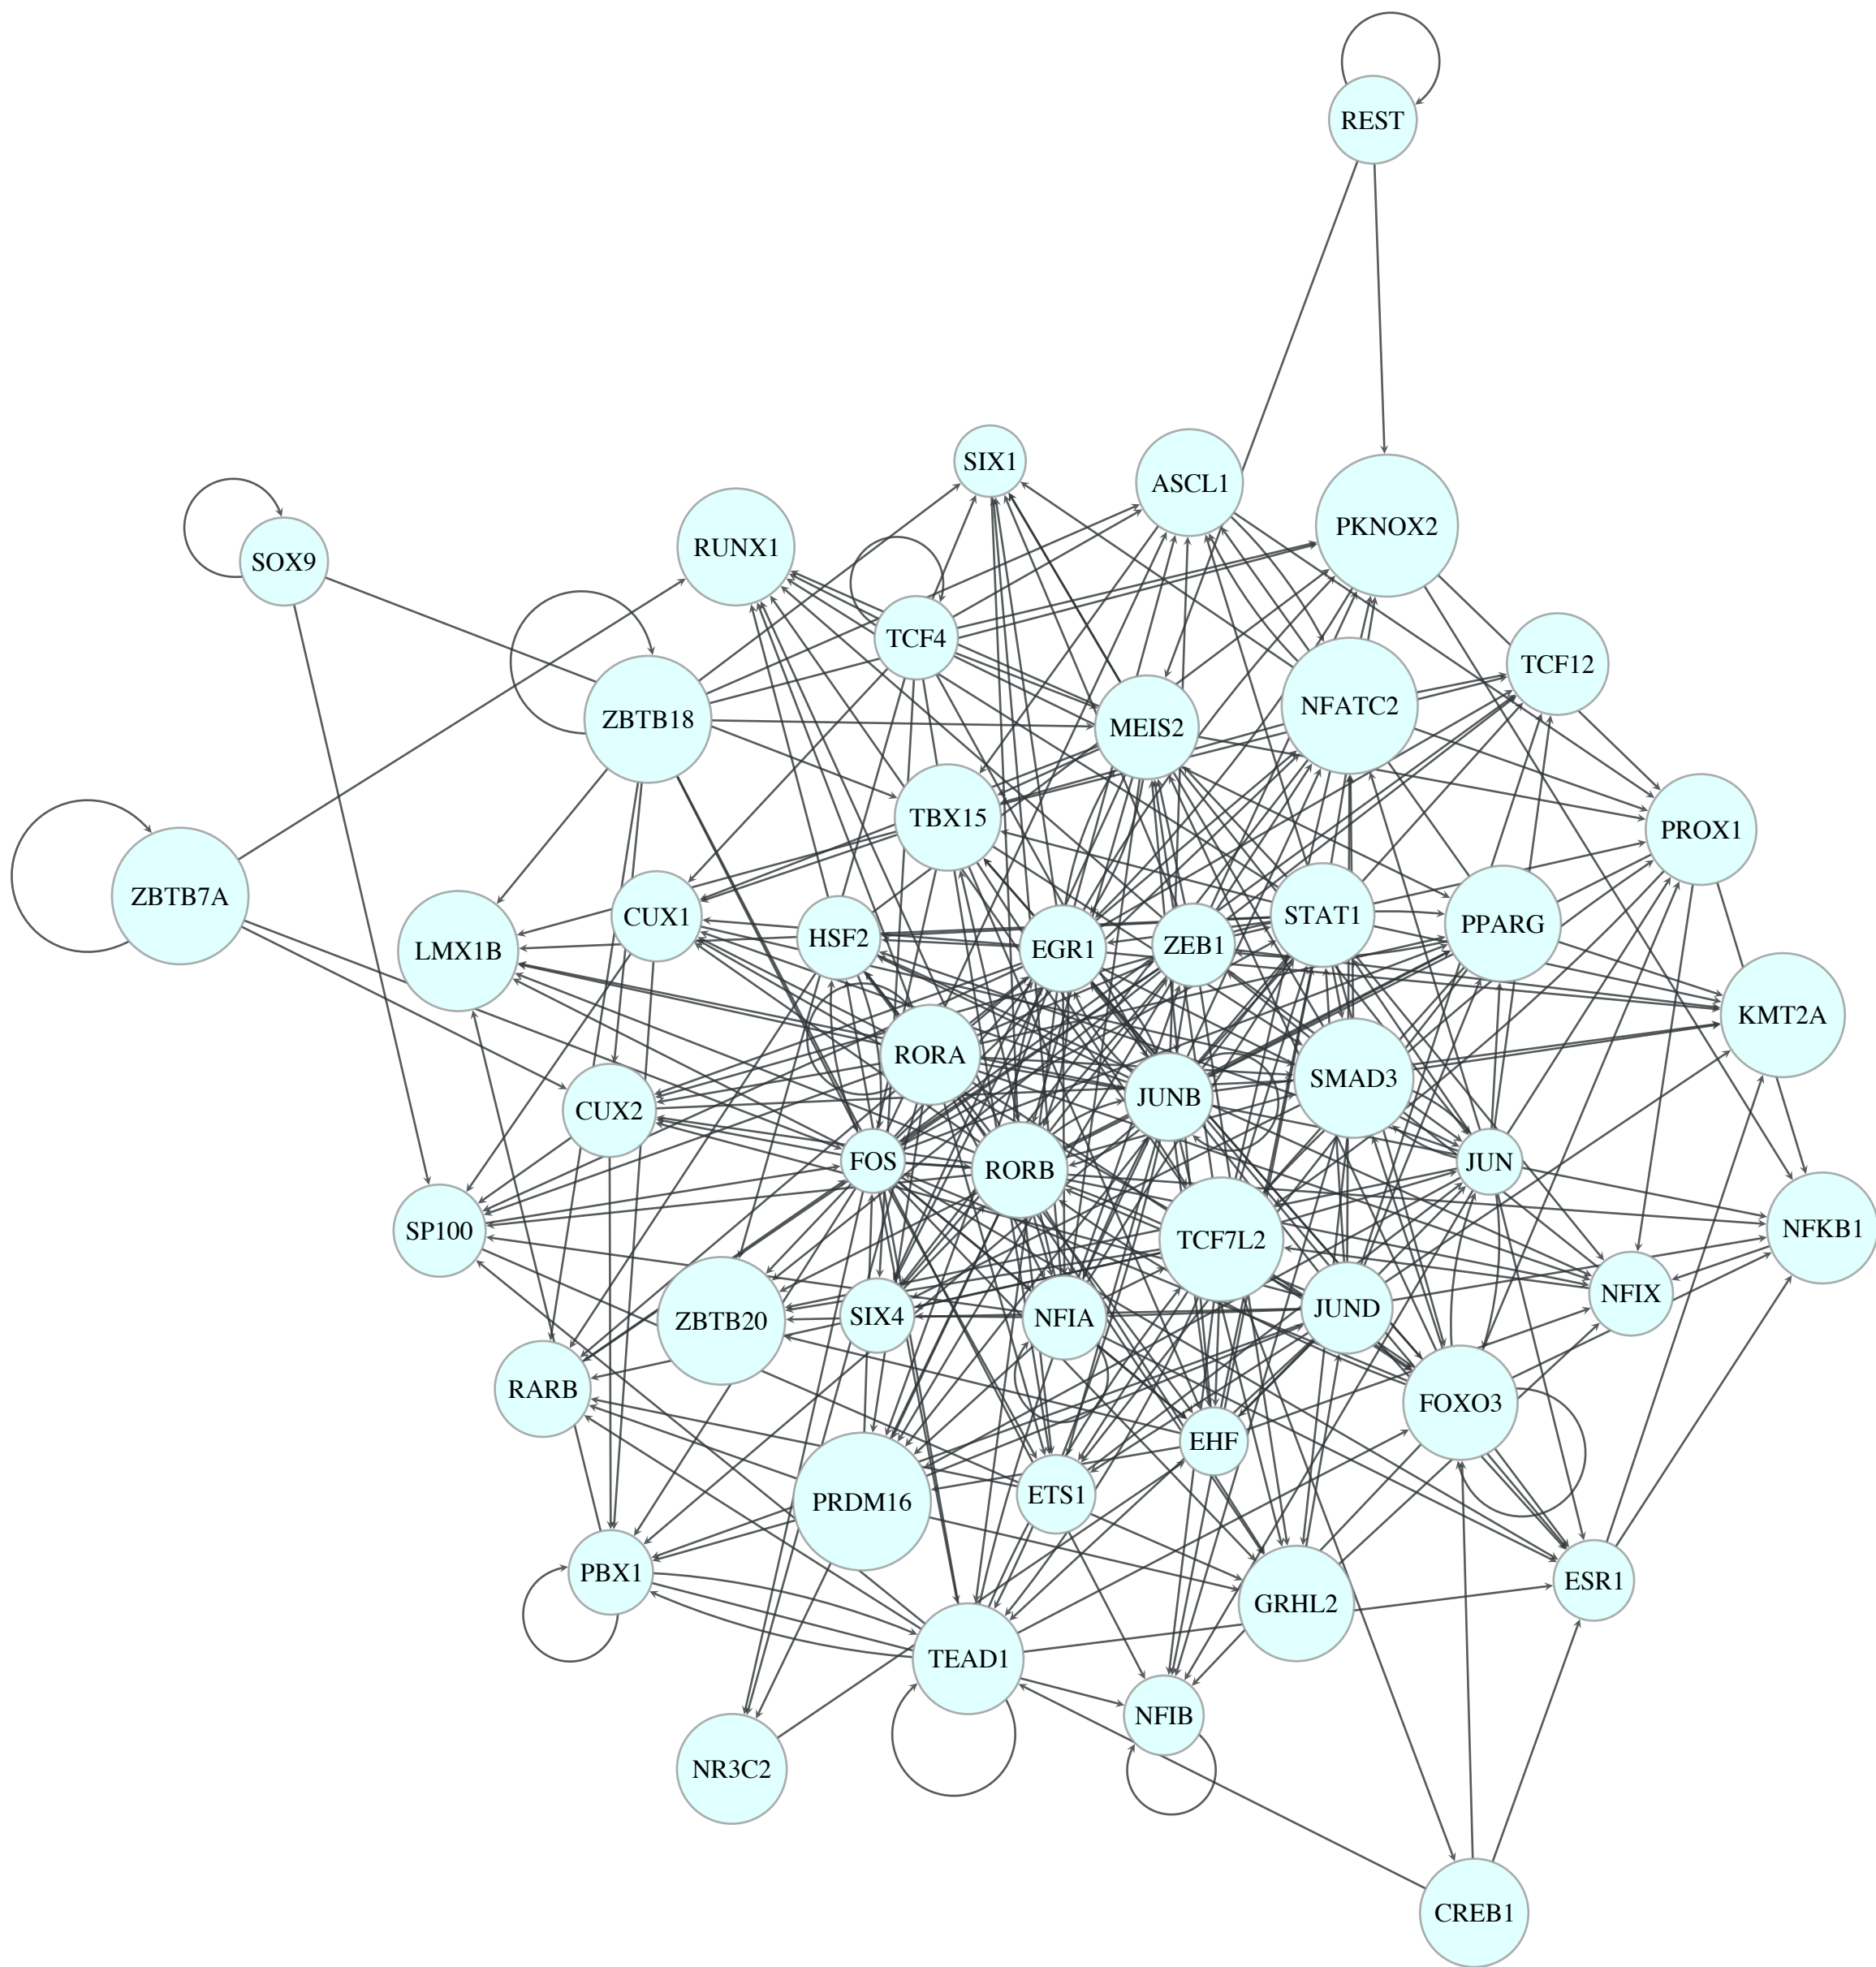 REST
SIX1
ASCL1
PKNOX2
RUNX1
SOX9
TCF4
TCF12
ZBTB18
NFATC2
MEIS2
TBX15
PROX1
ZBTB7A
CUX1
STAT1
PPARG
HSF2
EGR1
ZEB1
LMX1B
KMT2A
RORA
SMAD3
JUNB
CUX2
FOS
RORB
JUN
SP100
NFKB1
TCF7L2
NFIX
JUND
SIX4
NFIA
ZBTB20
RARB
FOXO3
EHF
ETS1
PRDM16
PBX1
ESR1
GRHL2
TEAD1
NFIB
NR3C2
CREB1